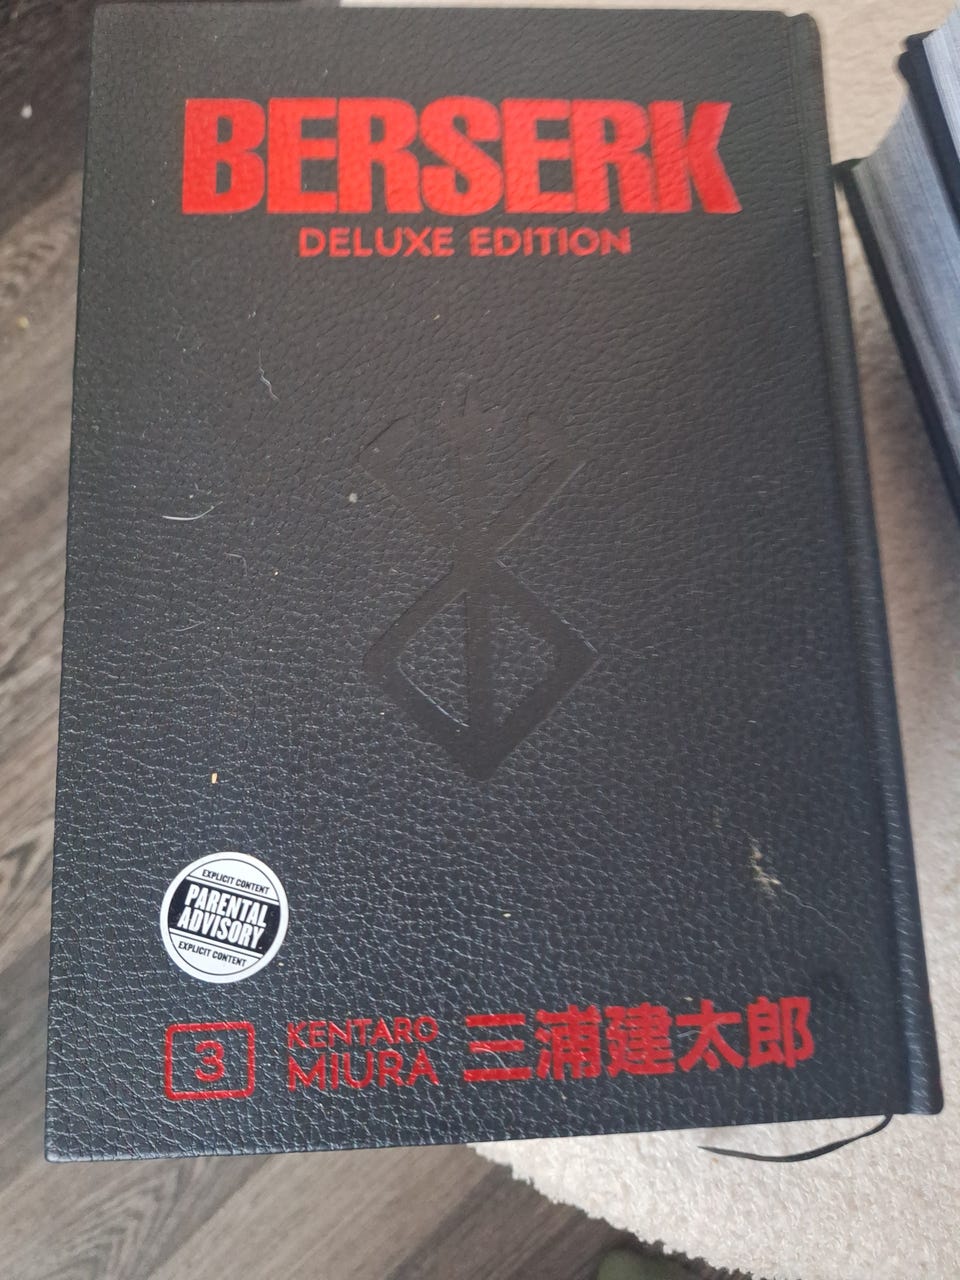 BERSERK
DELUXE EDITION
EXPLICIT CONTENT
PARENTAL
ADVISORY
EXPLICIT CONTENT
3
KENTARO
MIURA
三浦建太郎